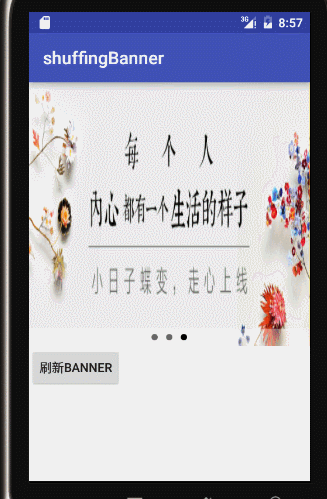 3G 8:57
shuffingBanner
每 个 人
内心都有一个生活的样子
小日子蝶变，走心上线
刷新BANNER